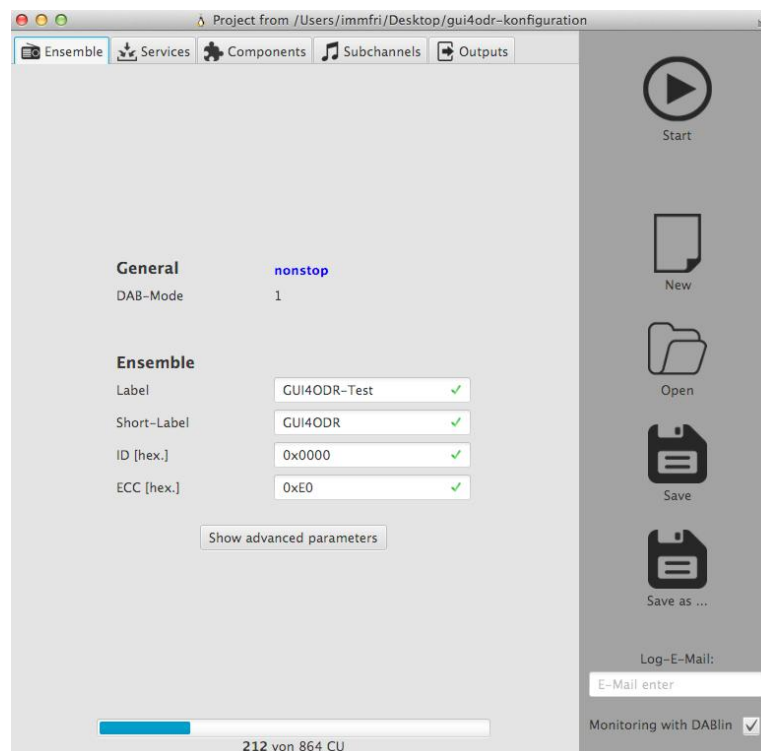 Project from /Users/immfri/Desktop/gui4odr-konfiguration
Ensemble Services Components Subchannels Outputs
Start
General nonstop
DAB-Mode 1
New
Ensemble
Label GUI4ODR-Test
Open
Short-Label GUI4ODR
ID [hex.] 0x0000
ECC [hex.] 0xE0
Save
Show advanced parameters
Save as ...
Log-E-Mail:
E-Mail enter
Monitoring with DABlin
212 von 864 CU